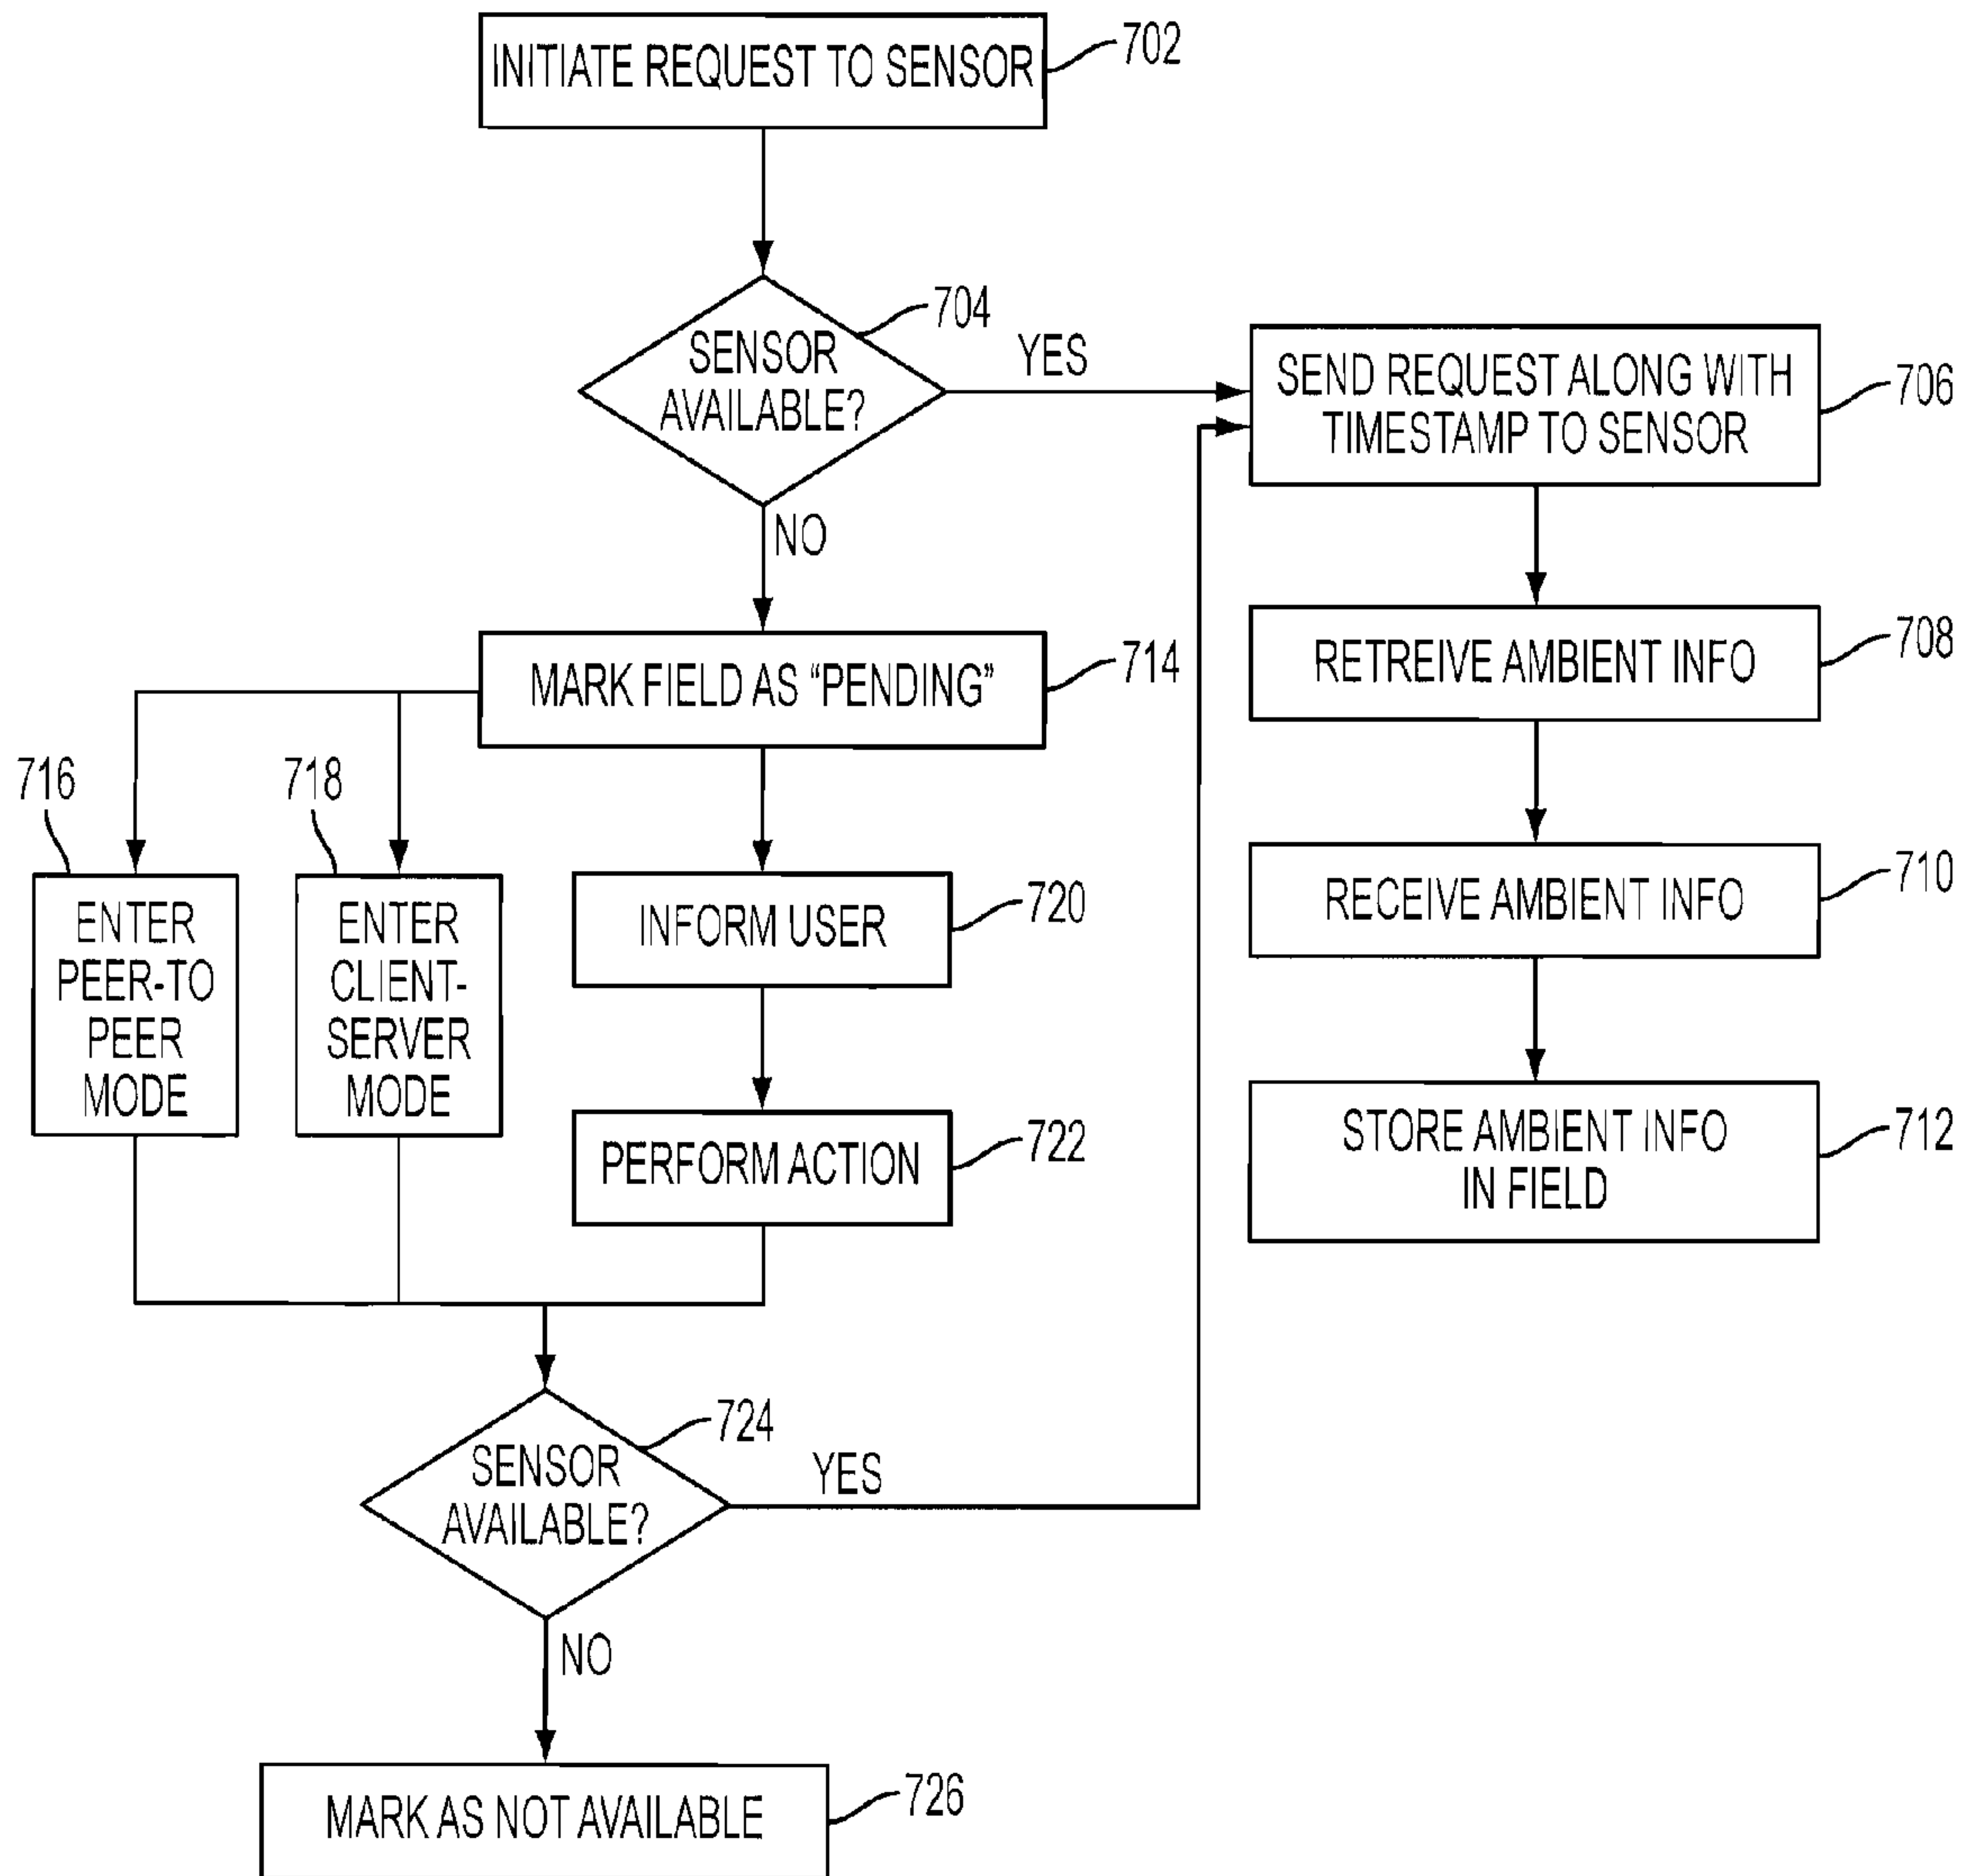 INITIATE REQUEST TO SENSOR
702
SENSOR
AVAILABLE?
704
YES
NO
SEND REQUEST ALONG WITH
TIMESTAMP TO SENSOR
706
RETREIVE AMBIENT INFO
708
RECEIVE AMBIENT INFO
710
STORE AMBIENT INFO
IN FIELD
712
MARK FIELD AS “PENDING”
714
716
ENTER
PEER-TO
PEER
MODE
718
ENTER
CLIENT-
SERVER
MODE
INFORM USER
720
PERFORM ACTION
722
SENSOR
AVAILABLE?
724
YES
NO
MARK AS NOT AVAILABLE
726